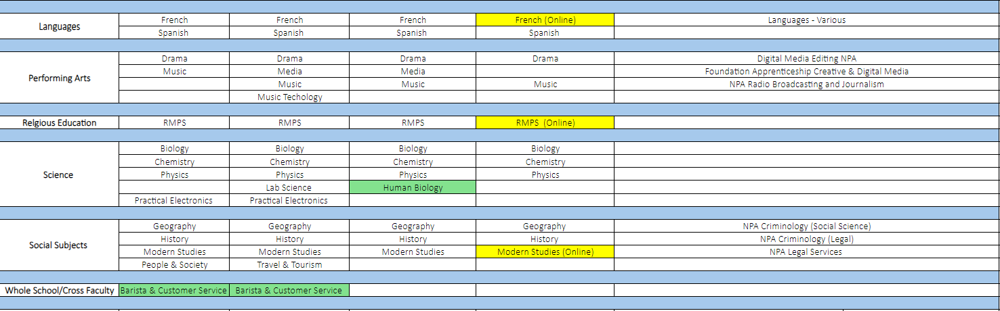 Languages French French French French (Online) Languages - Various
Spanish Spanish Spanish Spanish
Performing Arts Drama Drama Drama Drama Digital Media Editing NPA
Music Media Media Foundation Apprenticeship Creative & Digital Media
Music Music Music NPA Radio Broadcasting and Journalism
Music Techology
Relgious Education RMPS RMPS RMPS RMPS (Online)
Science Biology Biology Biology Biology
Chemistry Chemistry Chemistry Chemistry
Physics Physics Physics Physics
Lab Science Human Biology
Practical Electronics Practical Electronics
Social Subjects Geography Geography Geography Geography NPA Criminology (Social Science)
History History History History NPA Criminology (Legal)
Modern Studies Modern Studies Modern Studies Modern Studies (Online) NPA Legal Services
People & Society Travel & Tourism
Whole School/Cross Faculty Barista & Customer Service Barista & Customer Service